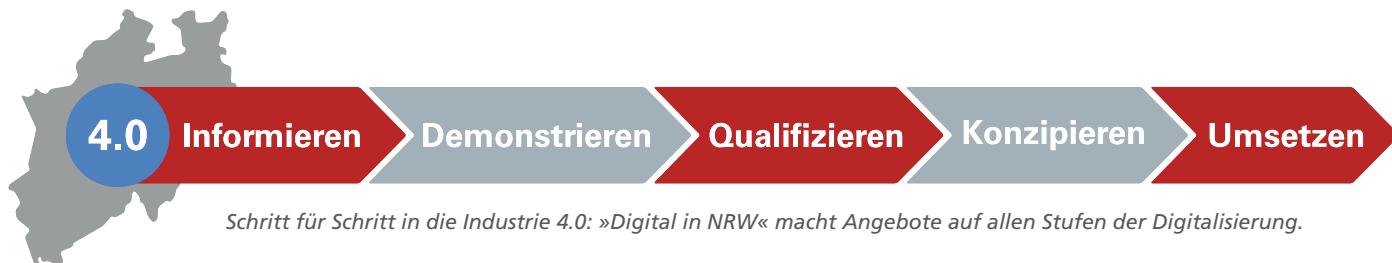 4.0 Informieren Demonstrieren Qualifizieren Konzipieren Umsetzen
Schritt für Schritt in die Industrie 4.0: »Digital in NRW« macht Angebote auf allen Stufen der Digitalisierung.